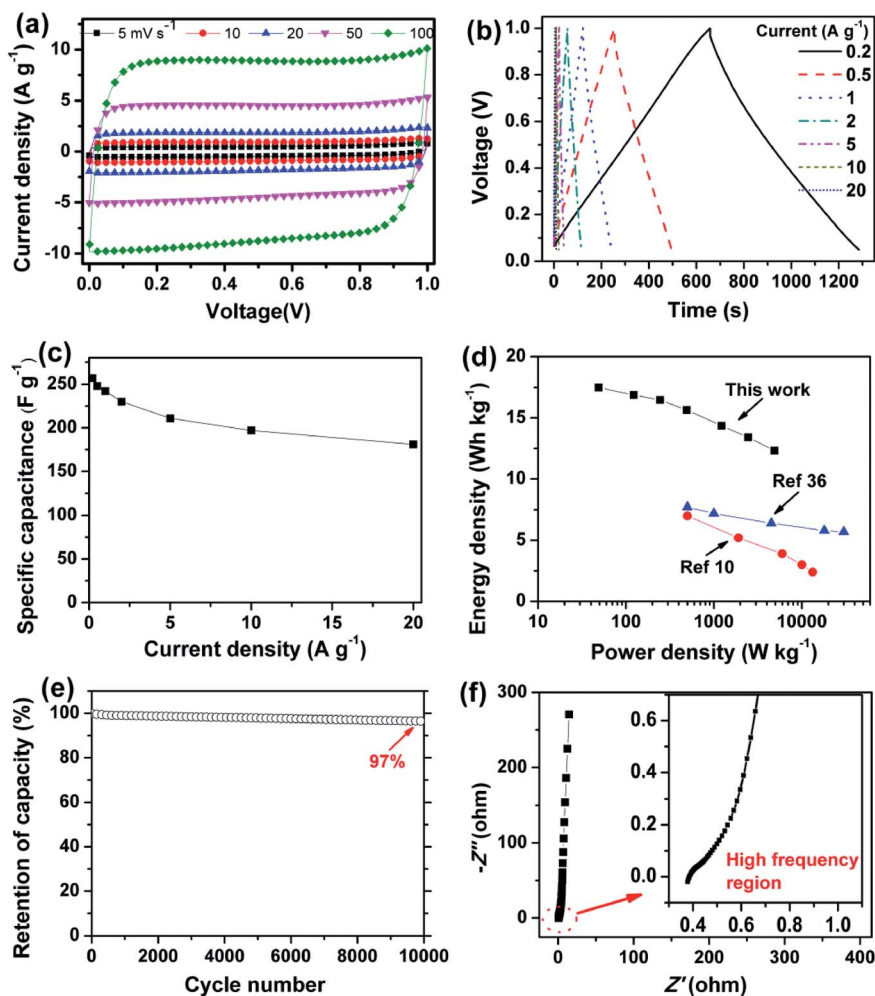 (a)
5 mV s⁻¹ 10 20 50 100
Current density (A g⁻¹)
10
5
0
-5
-10
0.0 0.2 0.4 0.6 0.8 1.0
Voltage(V)
(b)
Current (A g⁻¹)
0.2
0.5
1
2
5
10
20
Voltage (V)
1.0
0.8
0.6
0.4
0.2
0.0
0 200 400 600 800 1000 1200
Time (s)
(c)
Specific capacitance (F g⁻¹)
250
200
150
100
50
0
0 5 10 15 20
Current density (A g⁻¹)
(d)
Energy density (Wh kg⁻¹)
20
15
10
5
0
This work
Ref 36
Ref 10
10 100 1000 10000
Power density (W kg⁻¹)
(e)
Retention of capacity (%)
100
80
60
40
20
0
97%
0 2000 4000 6000 8000 10000
Cycle number
(f)
-Z″(ohm)
300
200
100
0
0.6
0.4
0.2
0.0
High frequency
region
0.4 0.6 0.8 1.0
0 100 200 300 400
Z′(ohm)